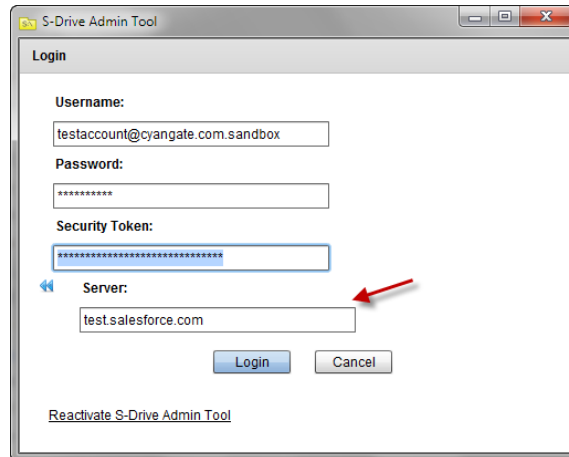 S-Drive Admin Tool
Login
Username:
testaccount@cyangate.com.sandbox
Password:
**********
Security Token:
******************************
Server:
test.salesforce.com
Login Cancel
Reactivate S-Drive Admin Tool